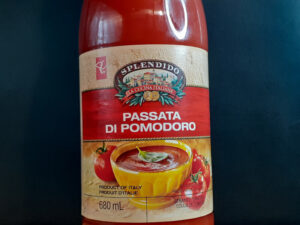 PC
SPLENDIDO
LA CUCINA ITALIANA
PASSATA
DI POMODORO
PRODUCT OF ITALY
PRODUIT D'ITALIE
680 mL